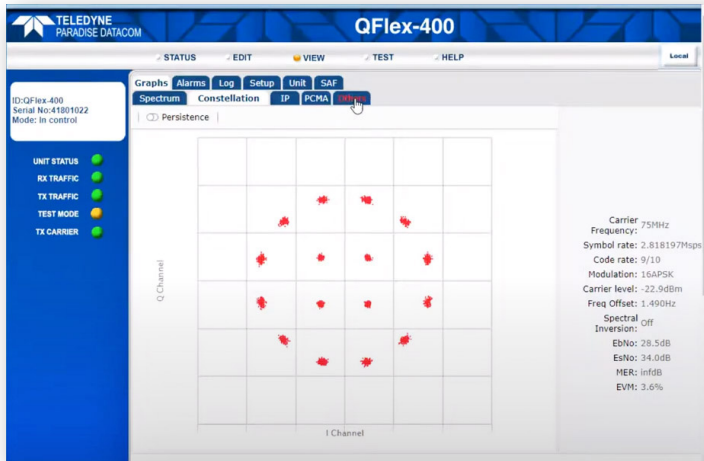 TELEDYNE
PARADISE DATACOM
QFlex-400
STATUS EDIT VIEW TEST HELP
Local
Graphs Alarms Log Setup Unit SAF
Spectrum Constellation IP PCMA
ID:QFlex-400
Serial No:41801022
Mode: In control
Persistence
UNIT STATUS
RX TRAFFIC
TX TRAFFIC
TEST MODE
TX CARRIER
Q Channel
I Channel
Carrier Frequency: 75MHz
Symbol rate: 2.818197Msps
Code rate: 9/10
Modulation: 16APSK
Carrier level: -22.9dBm
Freq Offset: 1.490Hz
Spectral Inversion: Off
EbNo: 28.5dB
EsNo: 34.0dB
MER: infdB
EVM: 3.6%